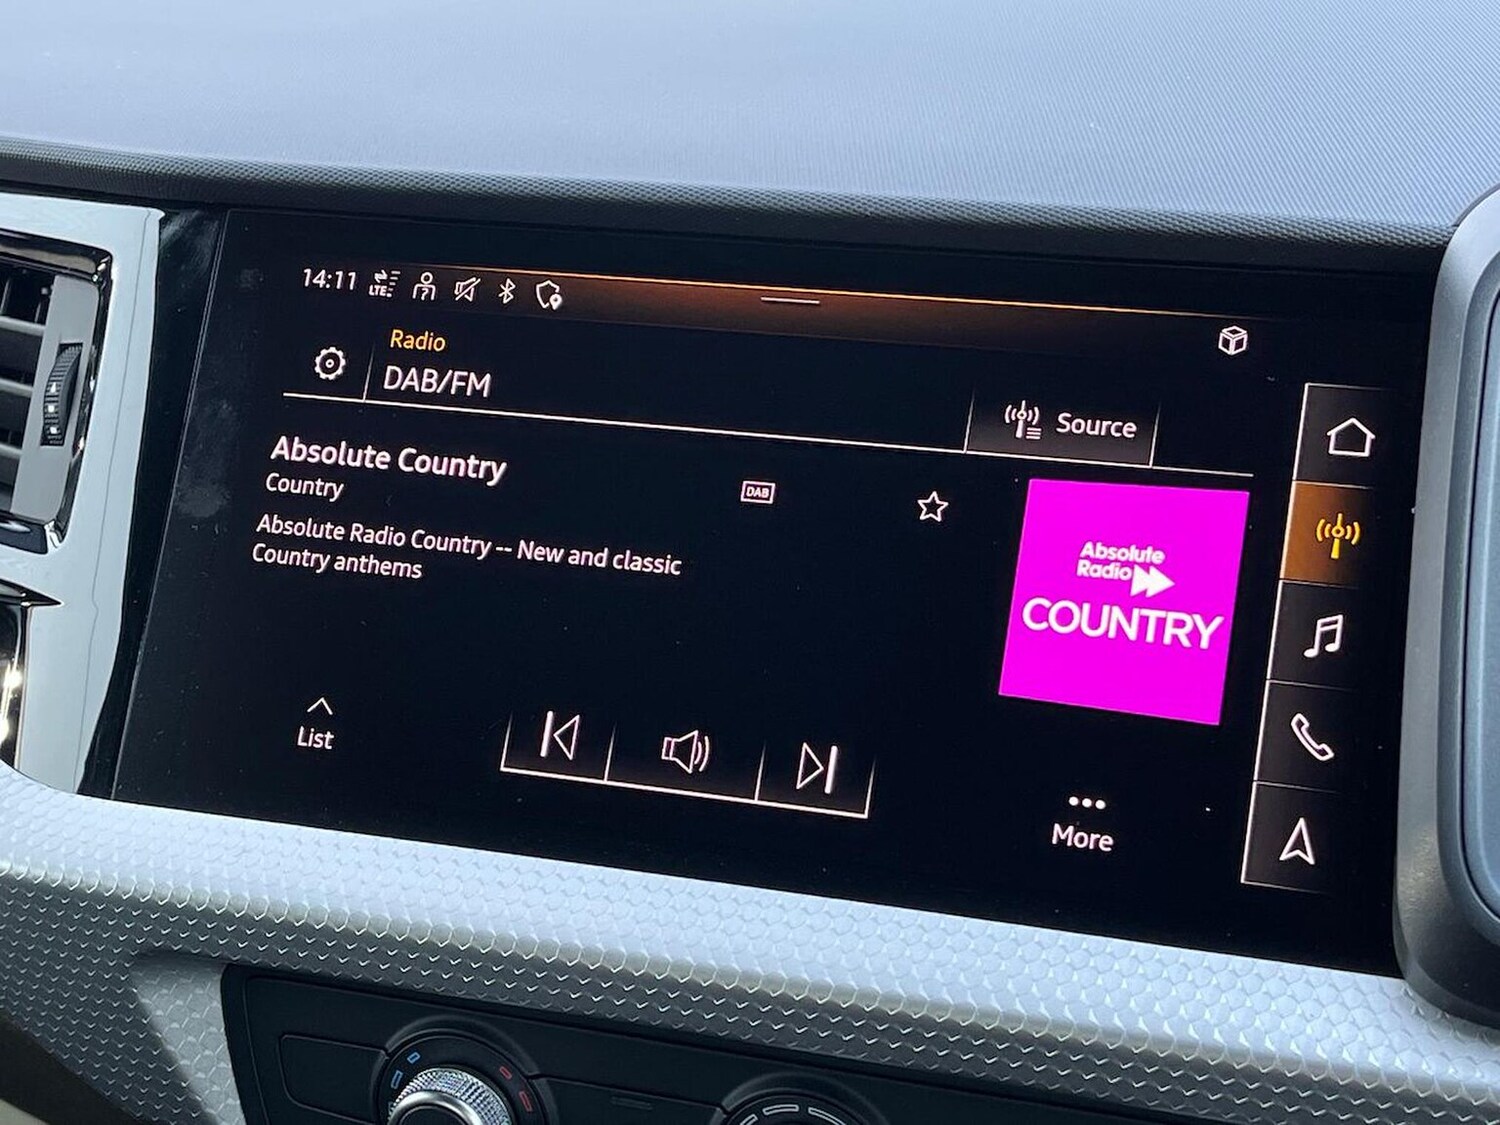 14:11
LTE
Radio
DAB/FM
Source
Absolute Country
Country
DAB
Absolute Radio Country -- New and classic
Country anthems
Absolute
Radio
COUNTRY
List
More